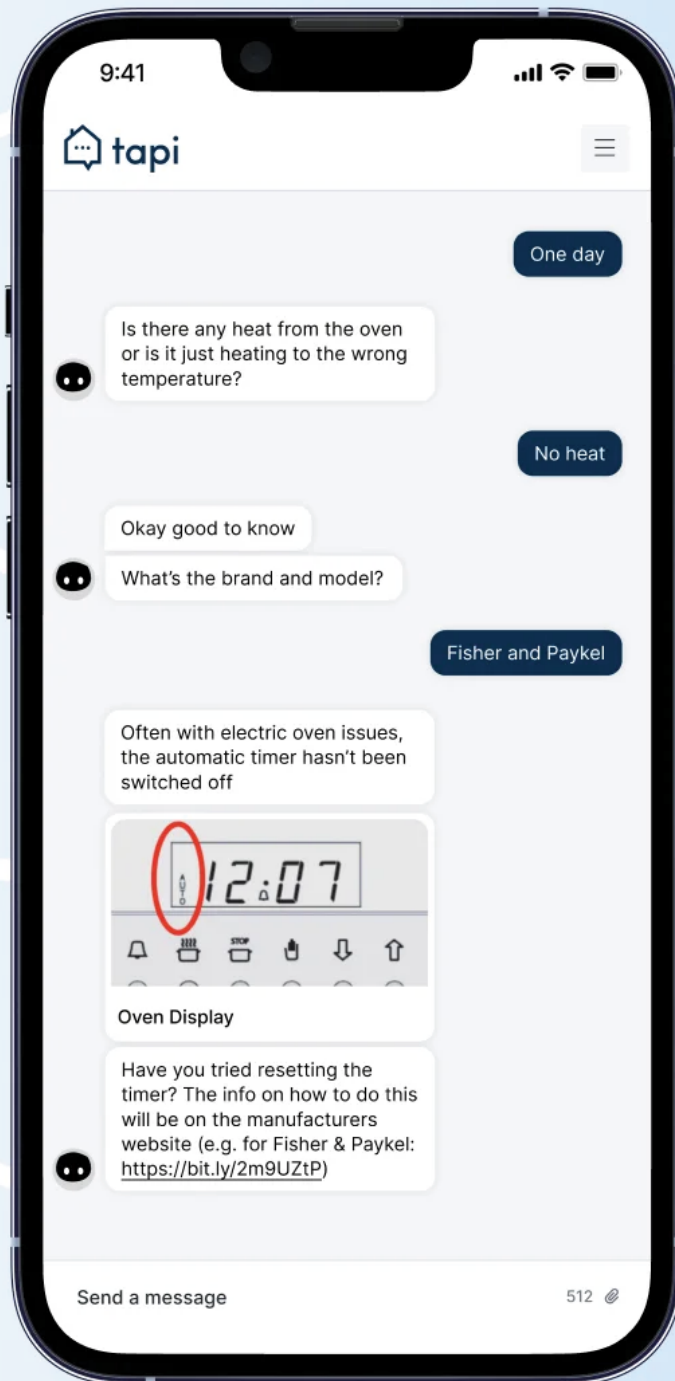 9:41
tapi
One day
Is there any heat from the oven
or is it just heating to the wrong
temperature?
No heat
Okay good to know
What's the brand and model?
Fisher and Paykel
Often with electric oven issues,
the automatic timer hasn't been
switched off
12:07
STOP
Oven Display
Have you tried resetting the
timer? The info on how to do this
will be on the manufacturers
website (e.g. for Fisher & Paykel:
https://bit.ly/2m9UZtP)
Send a message 512